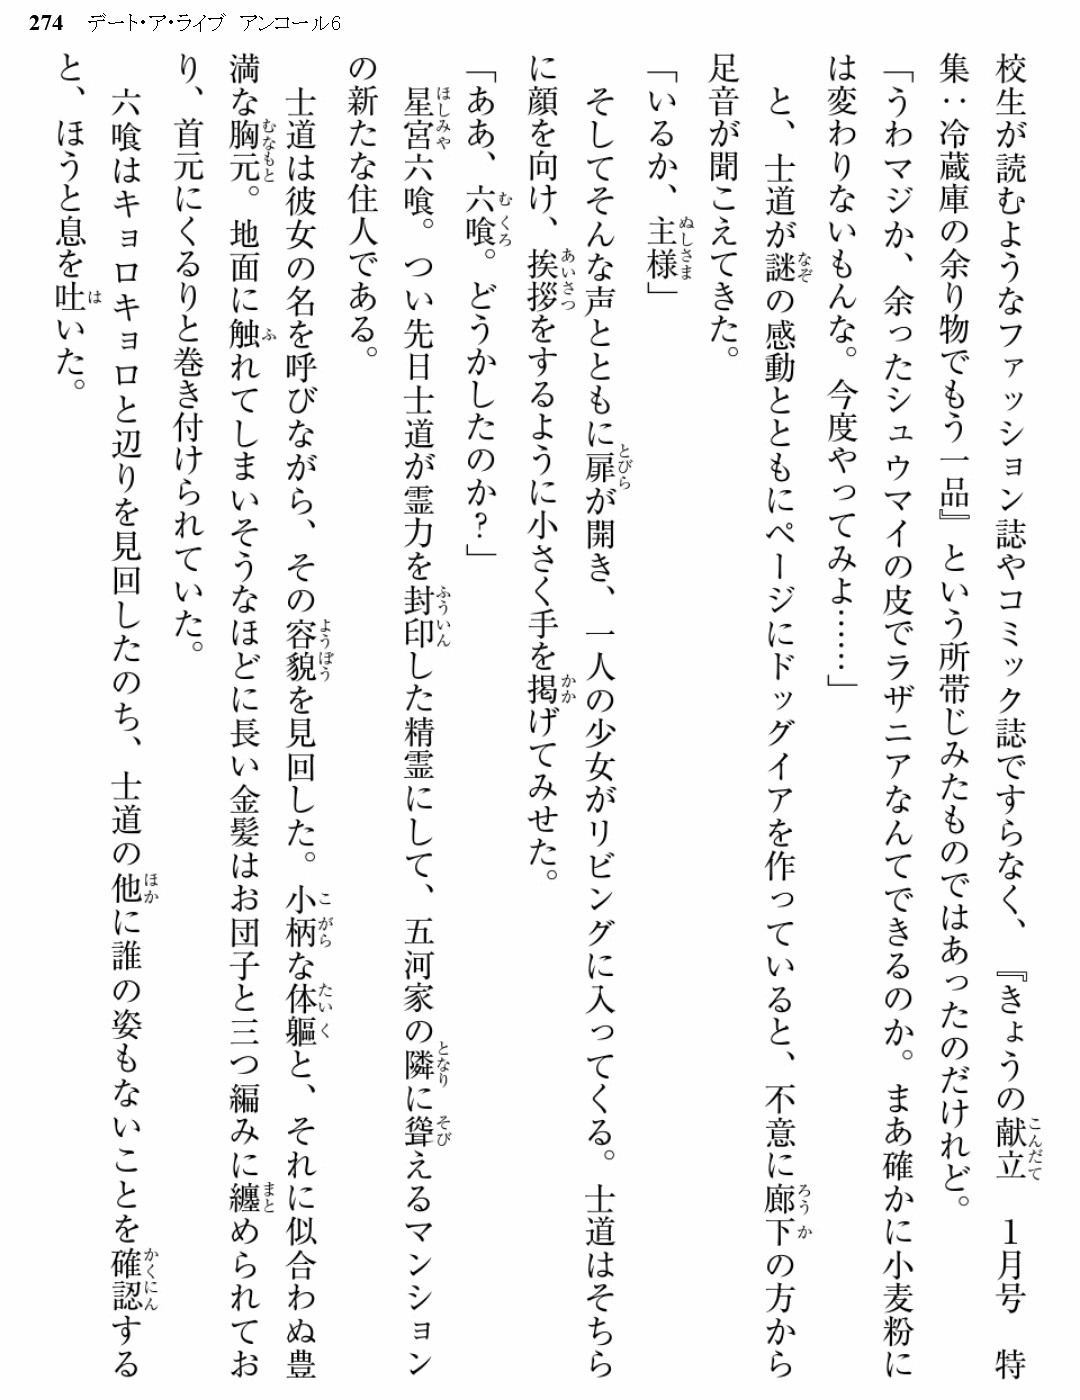 274 デート・ア・ライブ アンコール6
校生が読むようなファッション誌やコミック誌ですらなく、『きょうの献立 1月号 特
集：冷蔵庫の余り物でもう一品』という所帯じみたものではあったのだけれど。
「うわマジか、余ったシュウマイの皮でラザニアなんてできるのか。まあ確かに小麦粉に
は変わりないもんな。今度やってみよ……」
と、士道が謎の感動とともにページにドッグイアを作っていると、不意に廊下の方から
足音が聞こえてきた。
「いるか、主様」
そしてそんな声とともに扉が開き、一人の少女がリビングに入ってくる。士道はそちら
に顔を向け、挨拶をするように小さく手を掲げてみせた。
「ああ、六喰。どうかしたのか？」
星宮六喰。つい先日士道が霊力を封印した精霊にして、五河家の隣に聳えるマンション
の新たな住人である。
士道は彼女の名を呼びながら、その容貌を見回した。小柄な体軀と、それに似合わぬ豊
満な胸元。地面に触れてしまいそうなほどに長い金髪はお団子と三つ編みに纏められてお
り、首元にくるりと巻き付けられていた。
六喰はキョロキョロと辺りを見回したのち、士道の他に誰の姿もないことを確認する
と、ほうと息を吐いた。